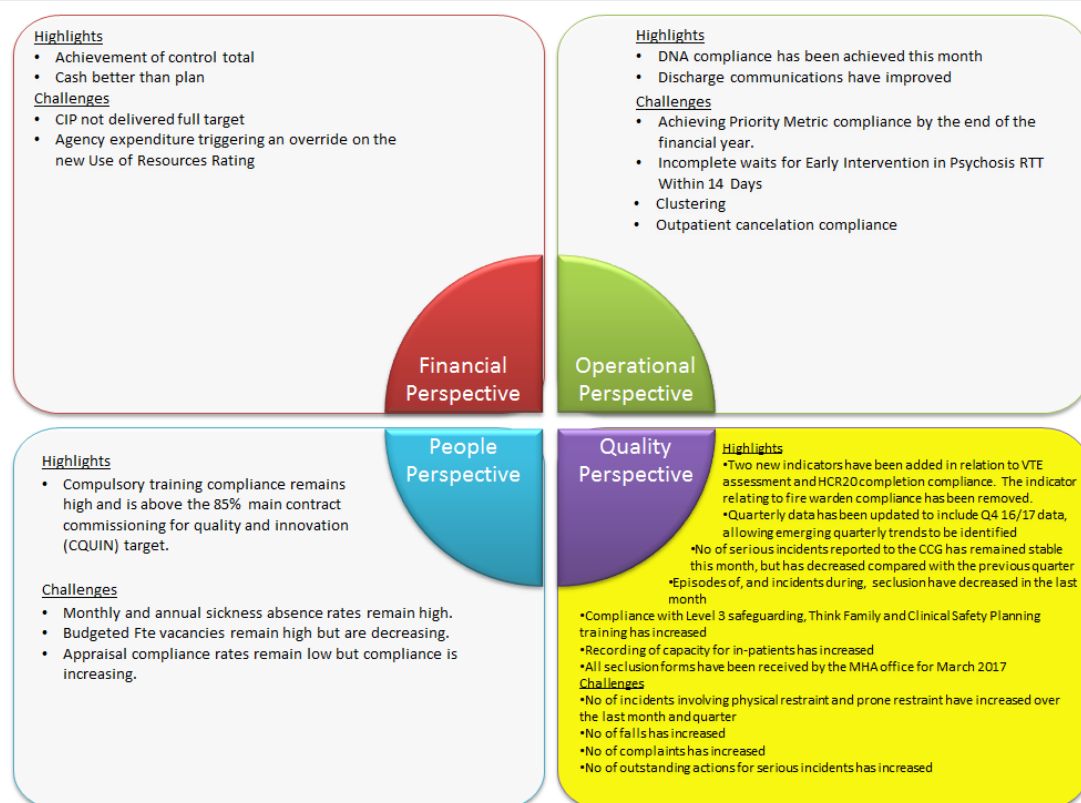 Highlights
• Achievement of control total
• Cash better than plan
Challenges
• CIP not delivered full target
• Agency expenditure triggering an override on the
new Use of Resources Rating
Financial
Perspective
Highlights
• DNA compliance has been achieved this month
• Discharge communications have improved
Challenges
• Achieving Priority Metric compliance by the end of the
financial year.
• Incomplete waits for Early Intervention in Psychosis RTT
Within 14 Days
• Clustering
• Outpatient cancelation compliance
Operational
Perspective
People
Perspective
Highlights
• Compulsory training compliance remains
high and is above the 85% main contract
commissioning for quality and innovation
(CQUIN) target.
Challenges
• Monthly and annual sickness absence rates remain high.
• Budgeted Fte vacancies remain high but are decreasing.
• Appraisal compliance rates remain low but compliance is
increasing.
Quality
Perspective
Highlights
•Two new indicators have been added in relation to VTE
assessment and HCR20 completion compliance. The indicator
relating to fire warden compliance has been removed.
•Quarterly data has been updated to include Q4 16/17 data,
allowing emerging quarterly trends to be identified
•No of serious incidents reported to the CCG has remained stable
this month, but has decreased compared with the previous quarter
•Episodes of, and incidents during, seclusion have decreased in the last
month
•Compliance with Level 3 safeguarding, Think Family and Clinical Safety Planning
training has increased
•Recording of capacity for in-patients has increased
•All seclusion forms have been received by the MHA office for March 2017
Challenges
•No of incidents involving physical restraint and prone restraint have increased over
the last month and quarter
•No of falls has increased
•No of complaints has increased
•No of outstanding actions for serious incidents has increased